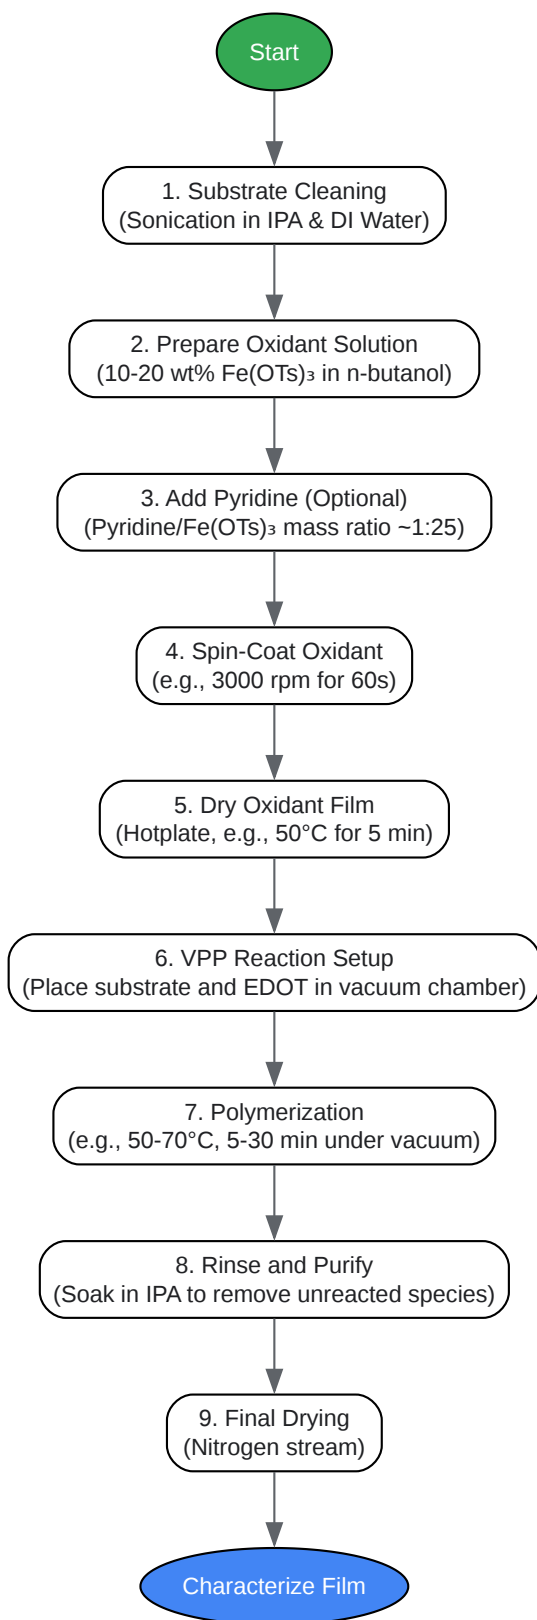 Start
1. Substrate Cleaning
(Sonication in IPA & DI Water)
2. Prepare Oxidant Solution
(10-20 wt% Fe(OTs)₃ in n-butanol)
3. Add Pyridine (Optional)
(Pyridine/Fe(OTs)₃ mass ratio ~1:25)
4. Spin-Coat Oxidant
(e.g., 3000 rpm for 60s)
5. Dry Oxidant Film
(Hotplate, e.g., 50°C for 5 min)
6. VPP Reaction Setup
(Place substrate and EDOT in vacuum chamber)
7. Polymerization
(e.g., 50-70°C, 5-30 min under vacuum)
8. Rinse and Purify
(Soak in IPA to remove unreacted species)
9. Final Drying
(Nitrogen stream)
Characterize Film